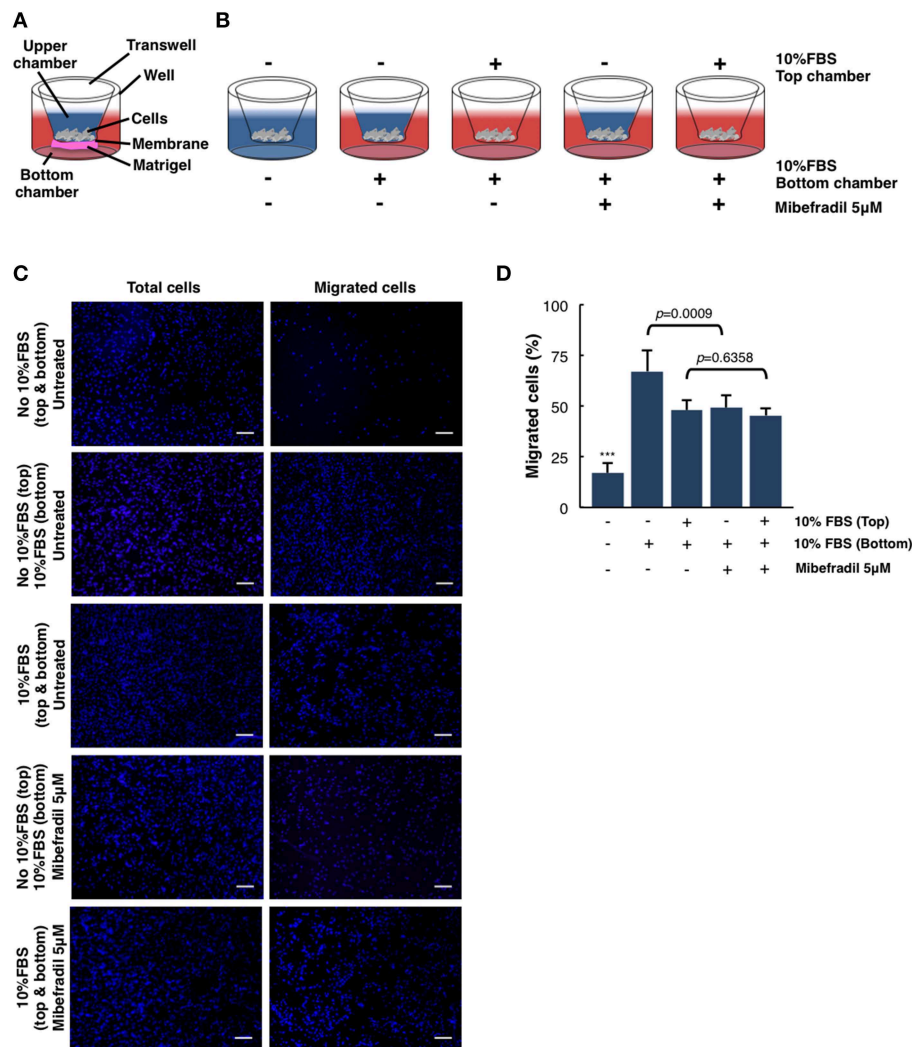 A
Upper
chamber
Transwell
Well
Cells
Membrane
Matrigel
Bottom
chamber
B
- - + - +
10%FBS
Top chamber
- + + + +
10%FBS
Bottom chamber
- - - + +
Mibefradil 5µM
C
Total cells
Migrated cells
No 10%FBS
(top & bottom)
Untreated
No 10%FBS (top)
10%FBS (bottom)
Untreated
10%FBS
(top & bottom)
Untreated
No 10%FBS (top)
10%FBS (bottom)
Mibefradil 5µM
10%FBS
(top & bottom)
Mibefradil 5µM
D
Migrated cells (%)
100
75
50
25
0
p=0.0009
p=0.6358
***
- - + - + 10% FBS (Top)
- + + + + 10% FBS (Bottom)
- - - + + Mibefradil 5µM